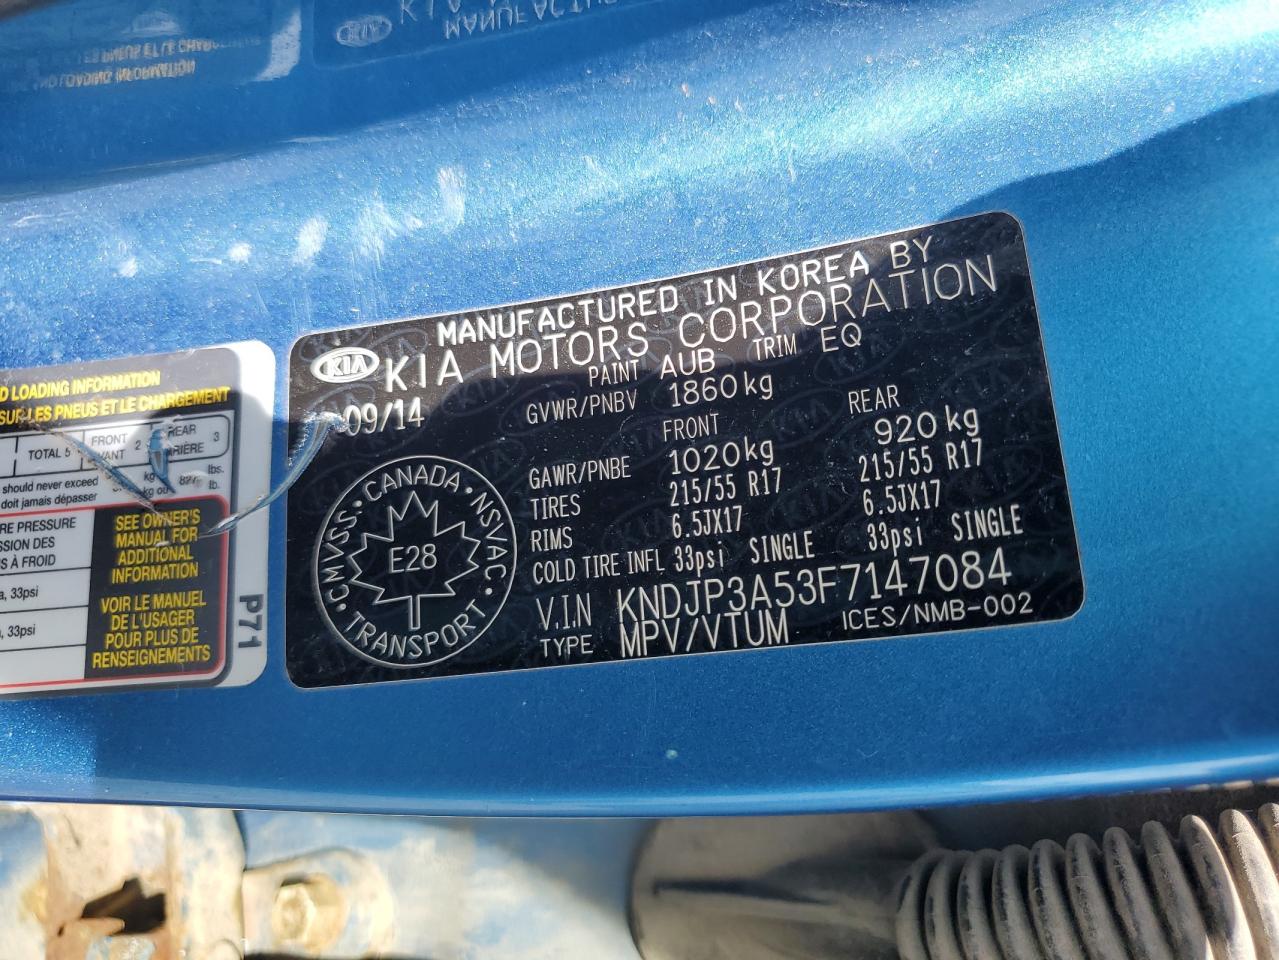 MANUFACTURED IN KOREA BY
KIA KIA MOTORS CORPORATION
09/14 PAINT AUB TRIM EQ
GVWR/PNBV 1860kg
FRONT REAR
GAWR/PNBE 1020kg 920kg
TIRES 215/55 R17 215/55 R17
RIMS 6.5JX17 6.5JX17
COLD TIRE INFL 33psi SINGLE 33psi SINGLE
V.I.N KNDJP3A53F7147084
TYPE MPV/VTUM ICES/NMB-002
CANADA · NSVAC · TRANSPORT · CMVSS ·
E28
LOADING INFORMATION
SUR LES PNEUS ET LE CHARGEMENT
TOTAL 5 FRONT 2 REAR 3
should never exceed kg lbs.
doit jamais dépasser kg ou lb.
PRESSURE
DES
À FROID
33psi
33psi
SEE OWNER'S
MANUAL FOR
ADDITIONAL
INFORMATION
VOIR LE MANUEL
DE L'USAGER
POUR PLUS DE
RENSEIGNEMENTS
P71